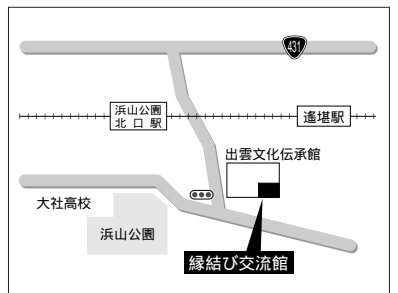 431
浜山公園
北口駅
遙堪駅
出雲文化伝承館
大社高校
浜山公園
縁結び交流館